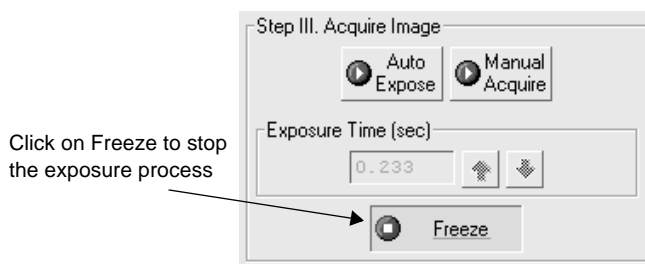 Step III. Acquire Image
Auto
Expose
Manual
Acquire
Exposure Time (sec)
0.233
Click on Freeze to stop
the exposure process
Freeze